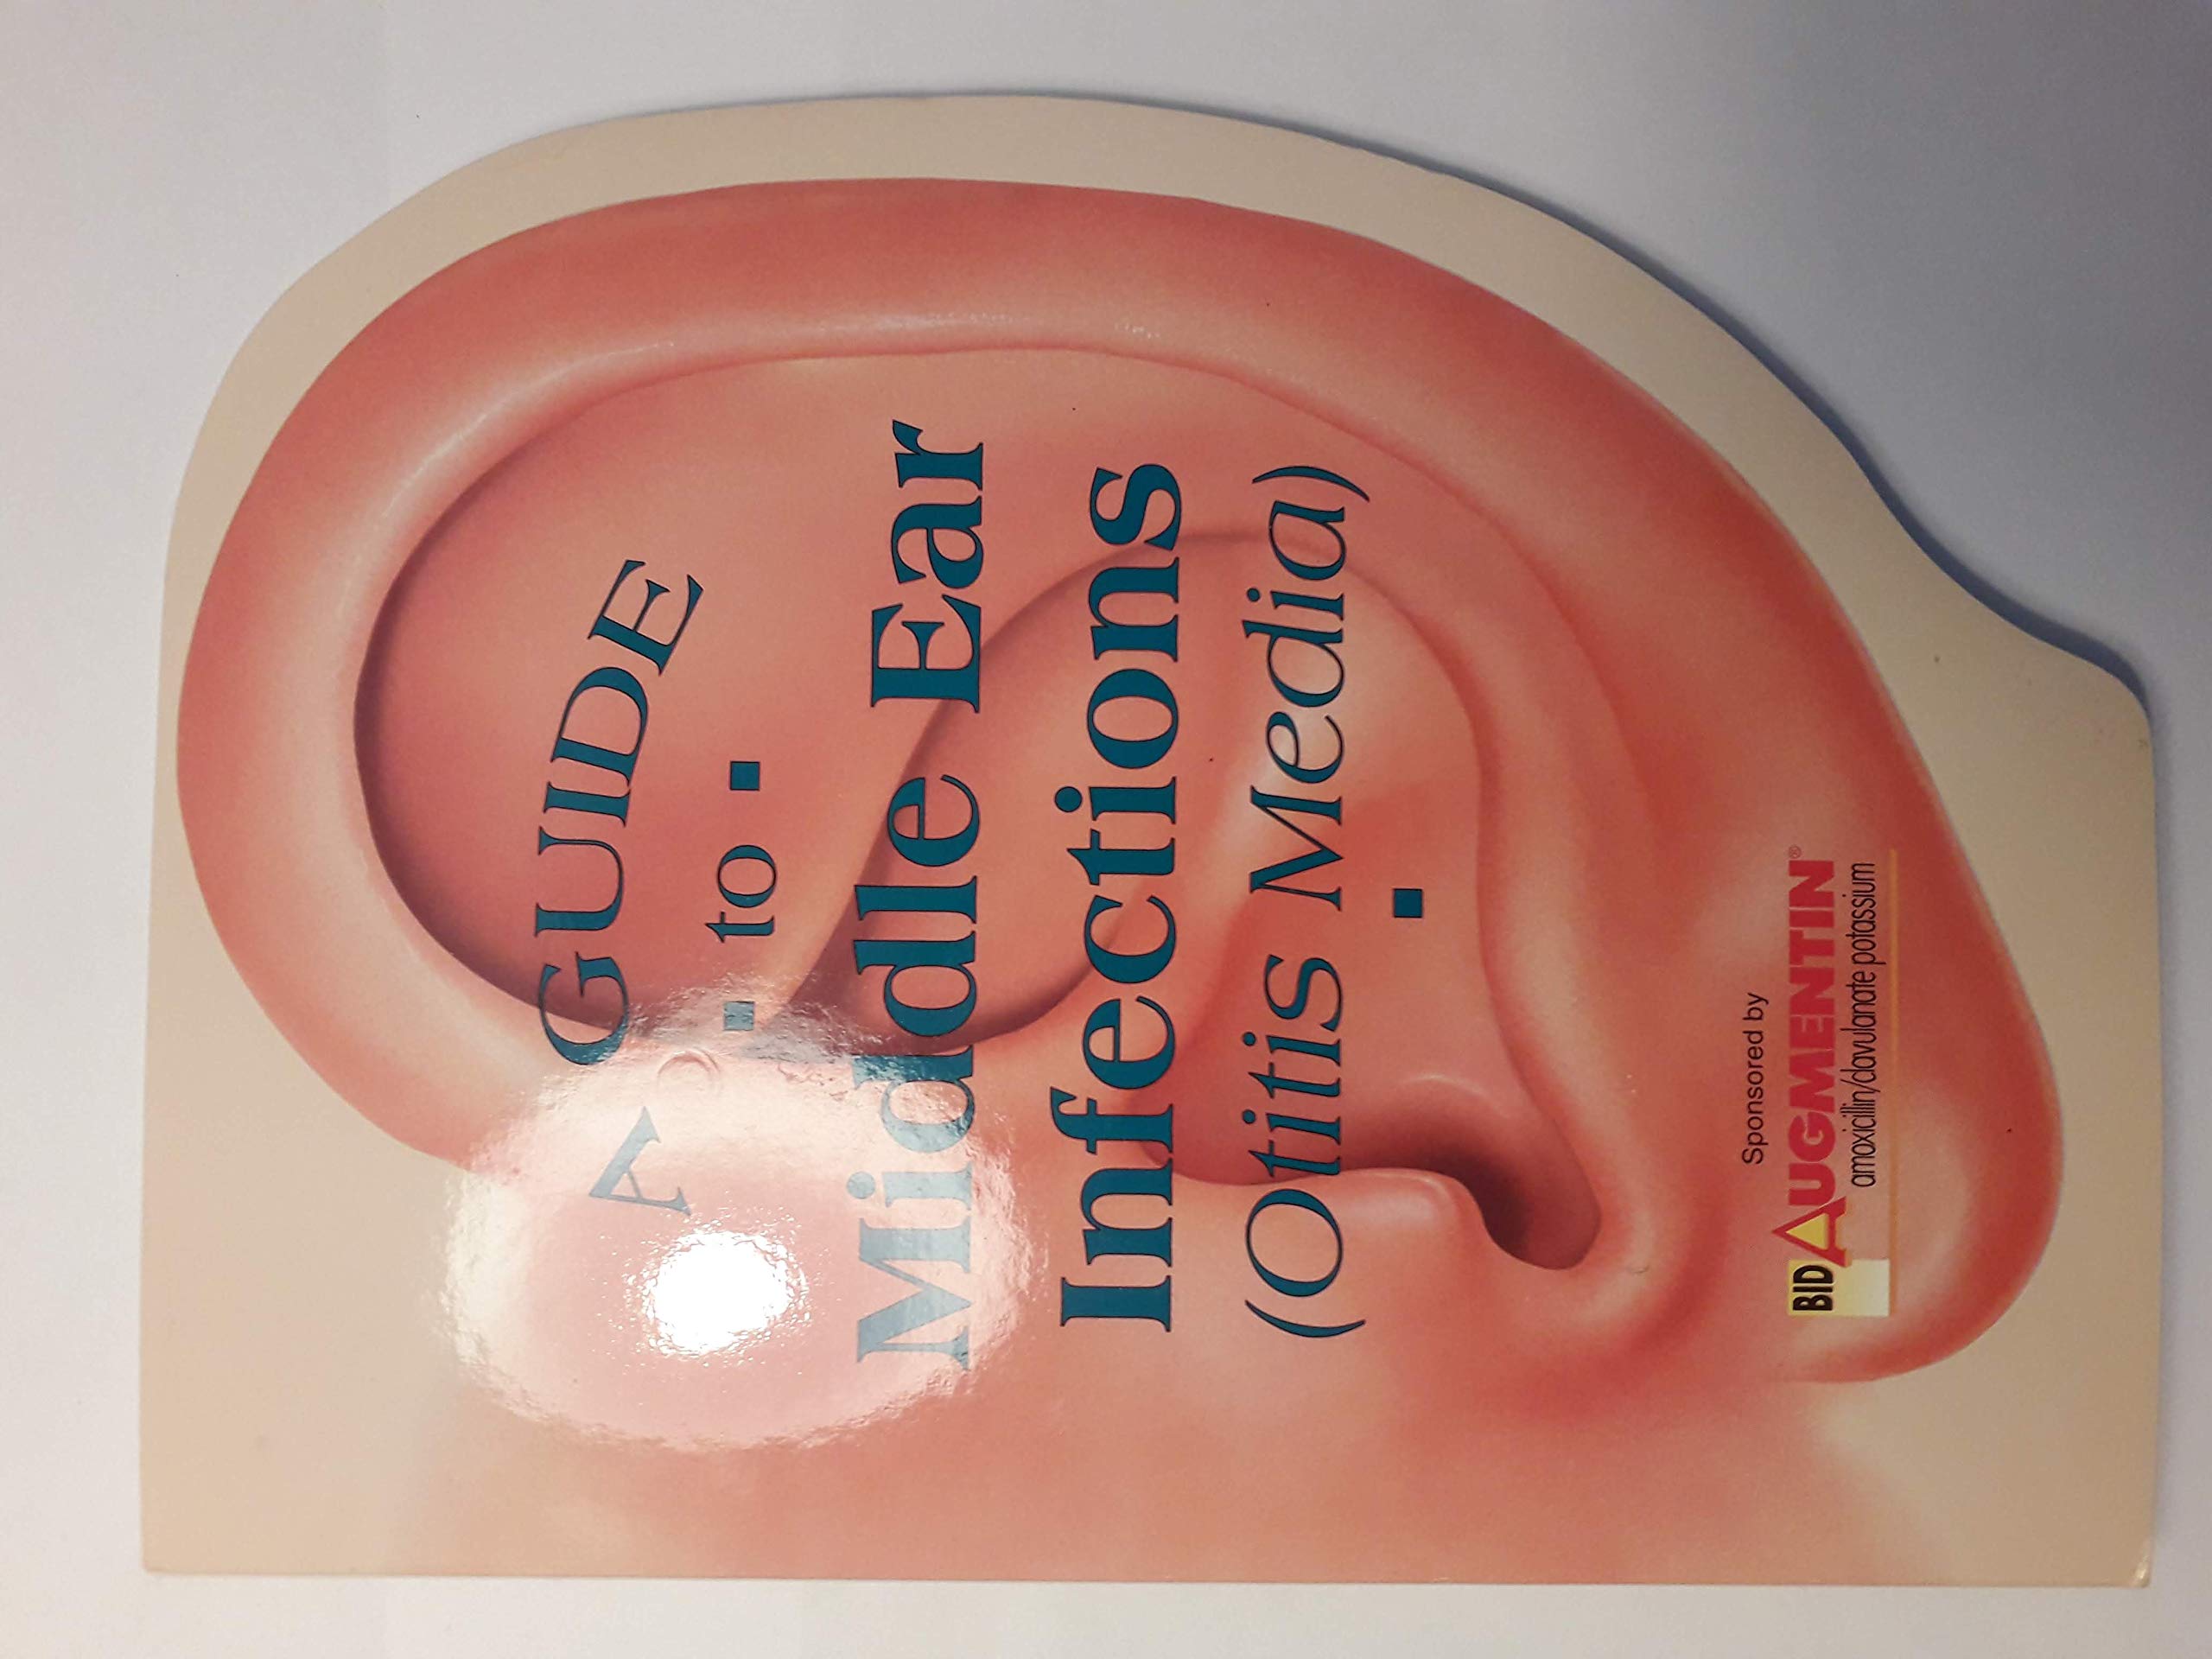 A GUIDE
▪ to ▪
Middle Ear
Infections
(Otitis Media)
▪
Sponsored by
BID AUGMENTIN®
amoxicillin/clavulanate potassium